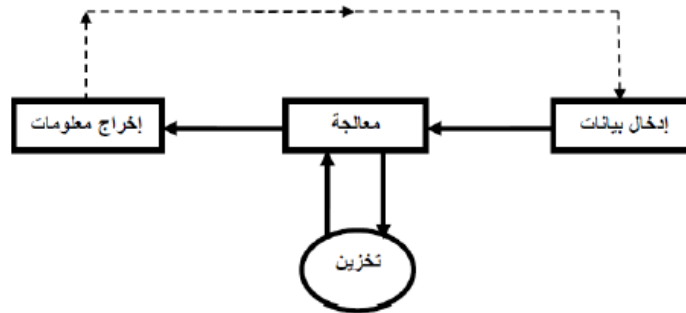 إدخال بيانات
معالجة
إخراج معلومات
تخزين